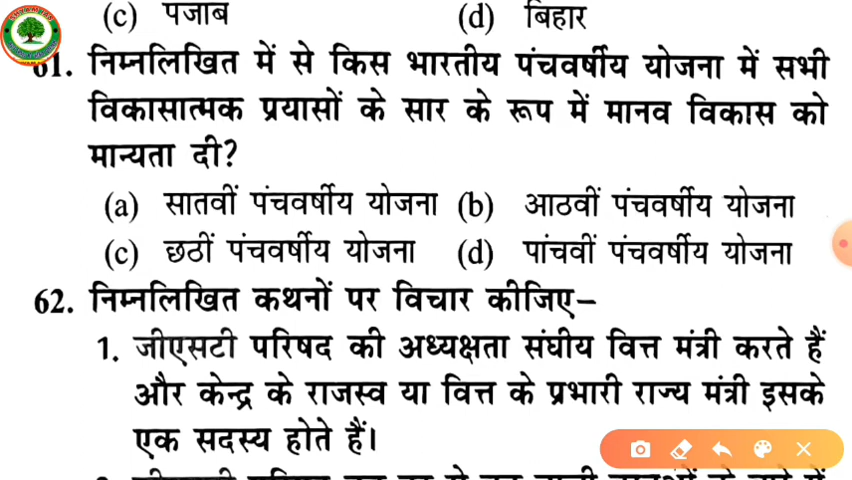 (c) पजाब (d) बिहार
61. निम्नलिखित में से किस भारतीय पंचवर्षीय योजना में सभी
विकासात्मक प्रयासों के सार के रूप में मानव विकास को
मान्यता दी?
(a) सातवीं पंचवर्षीय योजना (b) आठवीं पंचवर्षीय योजना
(c) छठीं पंचवर्षीय योजना (d) पांचवीं पंचवर्षीय योजना
62. निम्नलिखित कथनों पर विचार कीजिए–
1. जीएसटी परिषद की अध्यक्षता संघीय वित्त मंत्री करते हैं
और केन्द्र के राजस्व या वित्त के प्रभारी राज्य मंत्री इसके
एक सदस्य होते हैं।